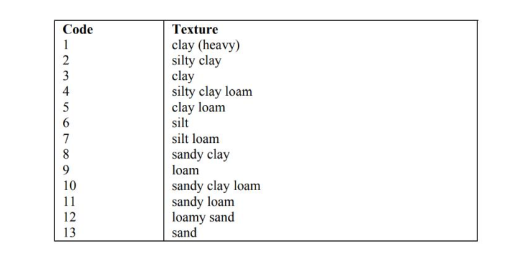 Code Texture
1 clay (heavy)
2 silty clay
3 clay
4 silty clay loam
5 clay loam
6 silt
7 silt loam
8 sandy clay
9 loam
10 sandy clay loam
11 sandy loam
12 loamy sand
13 sand